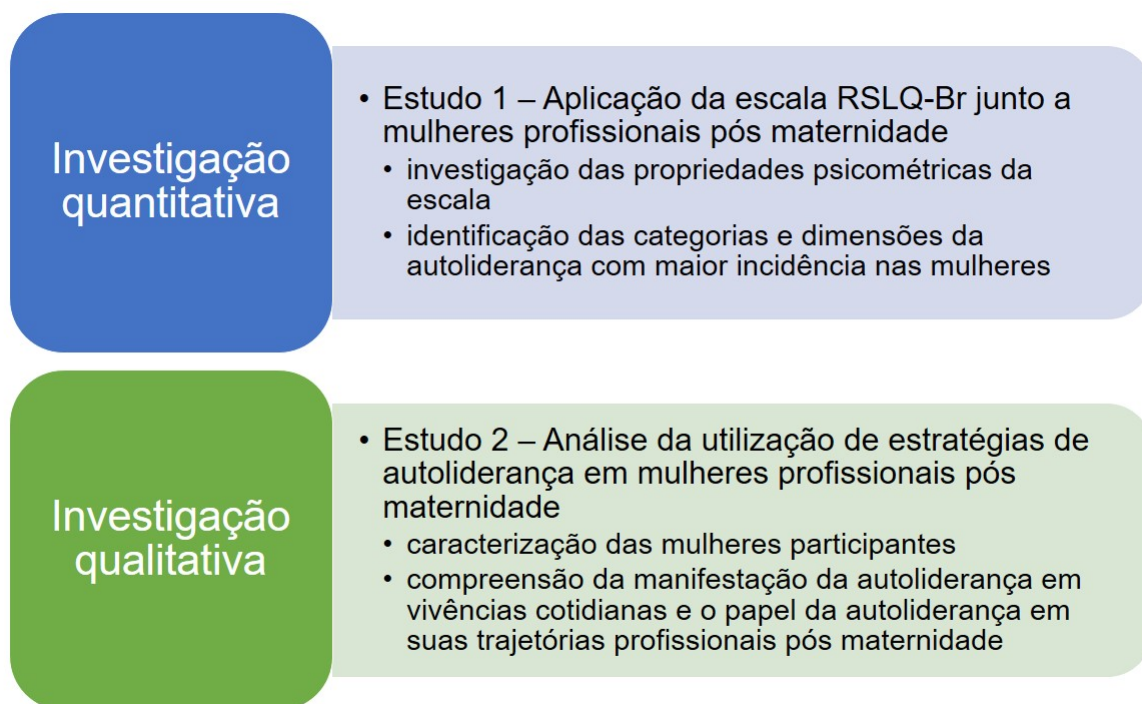 Investigação
quantitativa
• Estudo 1 – Aplicação da escala RSLQ-Br junto a
mulheres profissionais pós maternidade
• investigação das propriedades psicométricas da
escala
• identificação das categorias e dimensões da
autoliderança com maior incidência nas mulheres
Investigação
qualitativa
• Estudo 2 – Análise da utilização de estratégias de
autoliderança em mulheres profissionais pós
maternidade
• caracterização das mulheres participantes
• compreensão da manifestação da autoliderança em
vivências cotidianas e o papel da autoliderança em
suas trajetórias profissionais pós maternidade